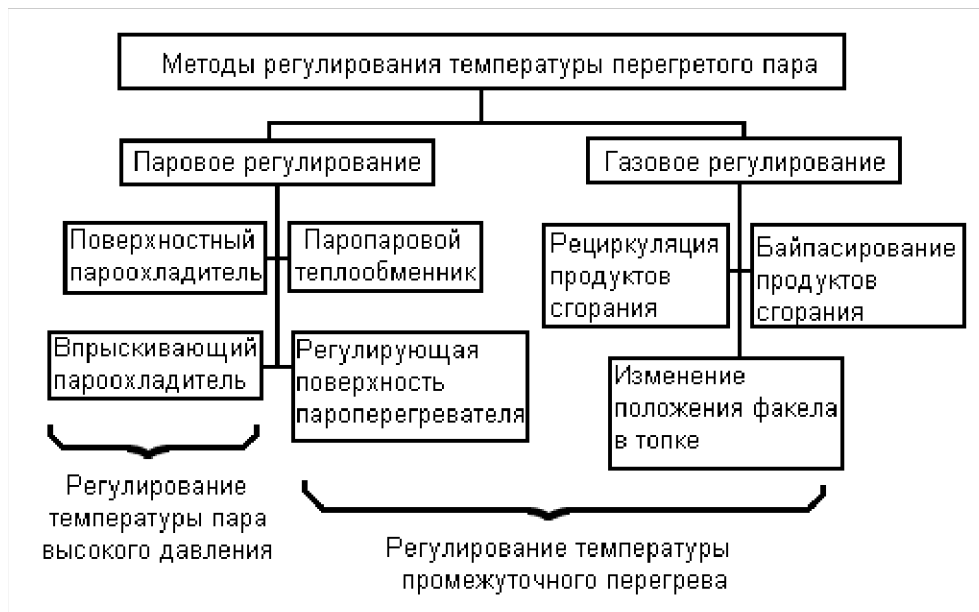 Методы регулирования температуры перегретого пара
Паровое регулирование
Газовое регулирование
Поверхностный
пароохладитель
Паропаровой
теплообменник
Рециркуляция
продуктов
сгорания
Байпасирование
продуктов
сгорания
Впрыскивающий
пароохладитель
Регулирующая
поверхность
пароперегревателя
Изменение
положения факела
в топке
Регулирование
температуры пара
высокого давления
Регулирование температуры
промежуточного перегрева